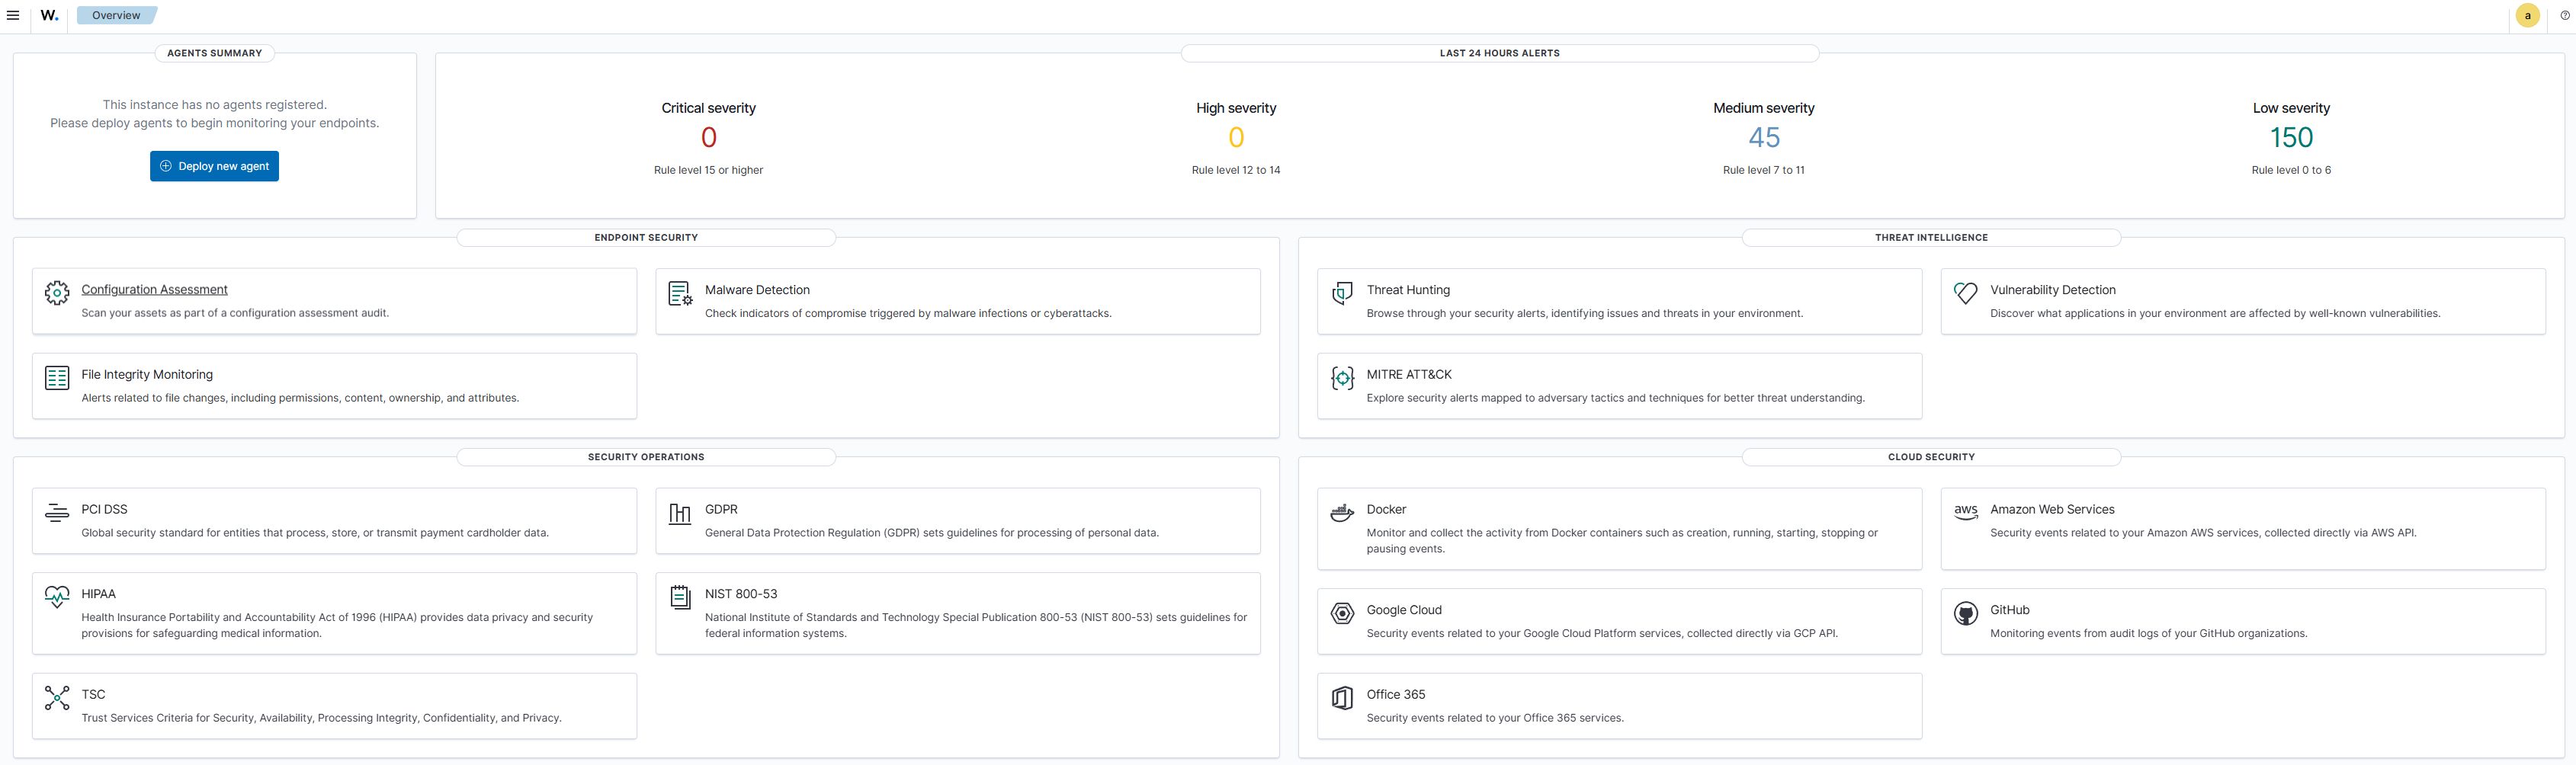 W.
Overview
a
AGENTS SUMMARY
This instance has no agents registered.
Please deploy agents to begin monitoring your endpoints.
Deploy new agent
LAST 24 HOURS ALERTS
Critical severity
0
Rule level 15 or higher
High severity
0
Rule level 12 to 14
Medium severity
45
Rule level 7 to 11
Low severity
150
Rule level 0 to 6
ENDPOINT SECURITY
Configuration Assessment
Scan your assets as part of a configuration assessment audit.
Malware Detection
Check indicators of compromise triggered by malware infections or cyberattacks.
File Integrity Monitoring
Alerts related to file changes, including permissions, content, ownership, and attributes.
THREAT INTELLIGENCE
Threat Hunting
Browse through your security alerts, identifying issues and threats in your environment.
Vulnerability Detection
Discover what applications in your environment are affected by well-known vulnerabilities.
MITRE ATT&CK
Explore security alerts mapped to adversary tactics and techniques for better threat understanding.
SECURITY OPERATIONS
PCI DSS
Global security standard for entities that process, store, or transmit payment cardholder data.
GDPR
General Data Protection Regulation (GDPR) sets guidelines for processing of personal data.
HIPAA
Health Insurance Portability and Accountability Act of 1996 (HIPAA) provides data privacy and security
provisions for safeguarding medical information.
NIST 800-53
National Institute of Standards and Technology Special Publication 800-53 (NIST 800-53) sets guidelines for
federal information systems.
TSC
Trust Services Criteria for Security, Availability, Processing Integrity, Confidentiality, and Privacy.
CLOUD SECURITY
Docker
Monitor and collect the activity from Docker containers such as creation, running, starting, stopping or
pausing events.
aws
Amazon Web Services
Security events related to your Amazon AWS services, collected directly via AWS API.
Google Cloud
Security events related to your Google Cloud Platform services, collected directly via GCP API.
GitHub
Monitoring events from audit logs of your GitHub organizations.
Office 365
Security events related to your Office 365 services.